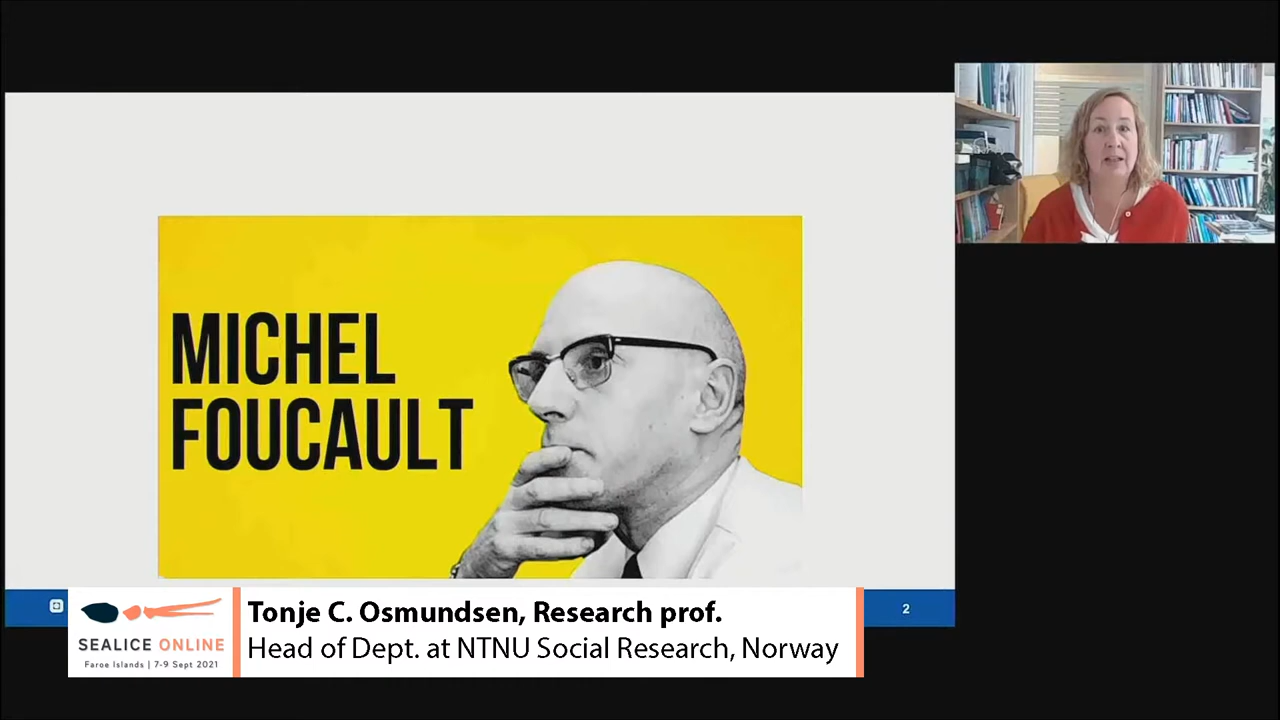 MICHEL
FOUCAULT
SEALICE ONLINE
Faroe Islands | 7-9 Sept 2021
Tonje C. Osmundsen, Research prof.
Head of Dept. at NTNU Social Research, Norway
2